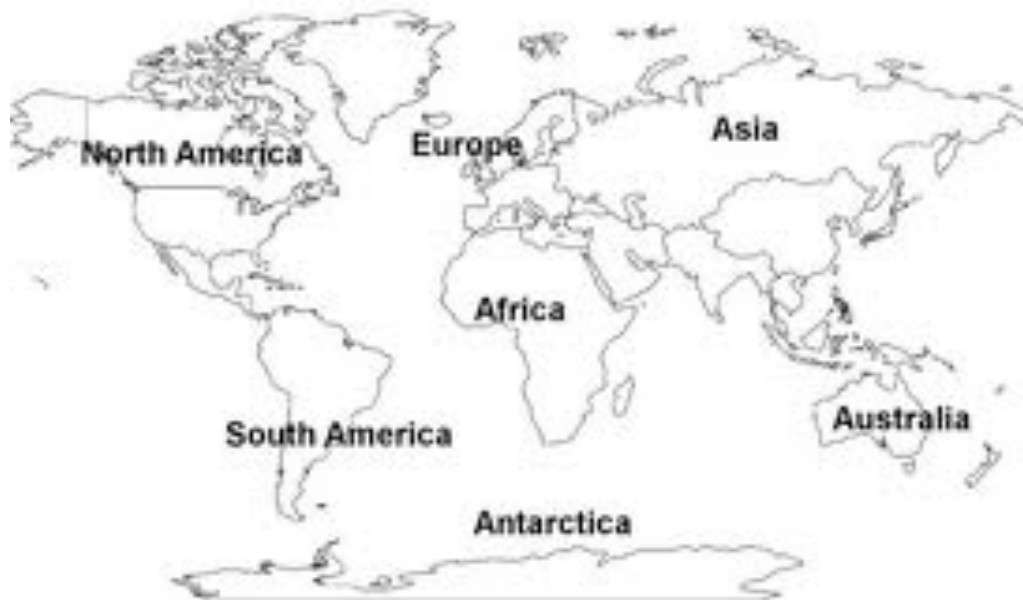 Asia
Europe
North America
Africa
Australia
South America
Antarctica